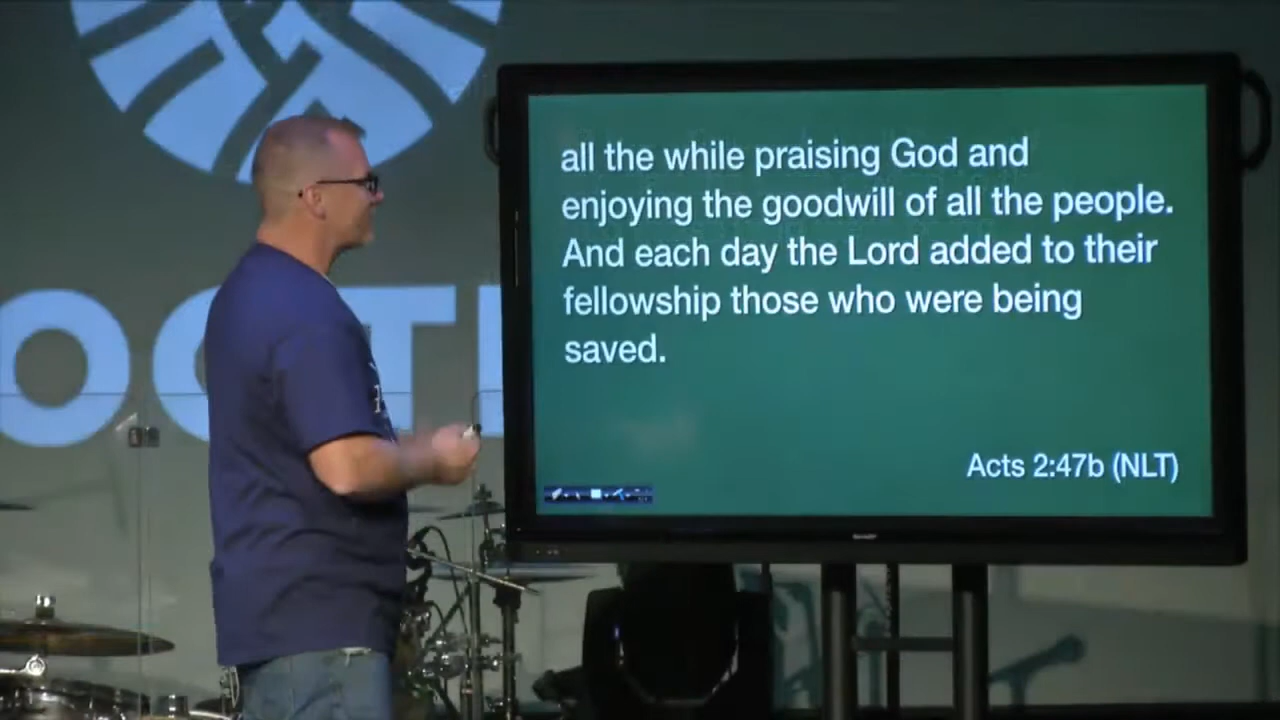 all the while praising God and
enjoying the goodwill of all the people.
And each day the Lord added to their
fellowship those who were being
saved.
Acts 2:47b (NLT)